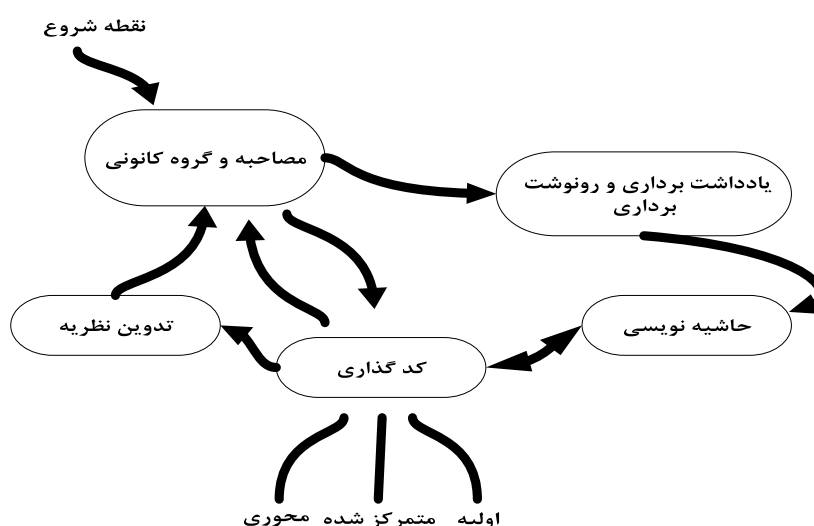 نقطه شروع
مصاحبه و گروه کانونی
یادداشت برداری و رونوشت
برداری
حاشیه نویسی
تدوین نظریه
کد گذاری
اولیه
متمرکز شده
محوری